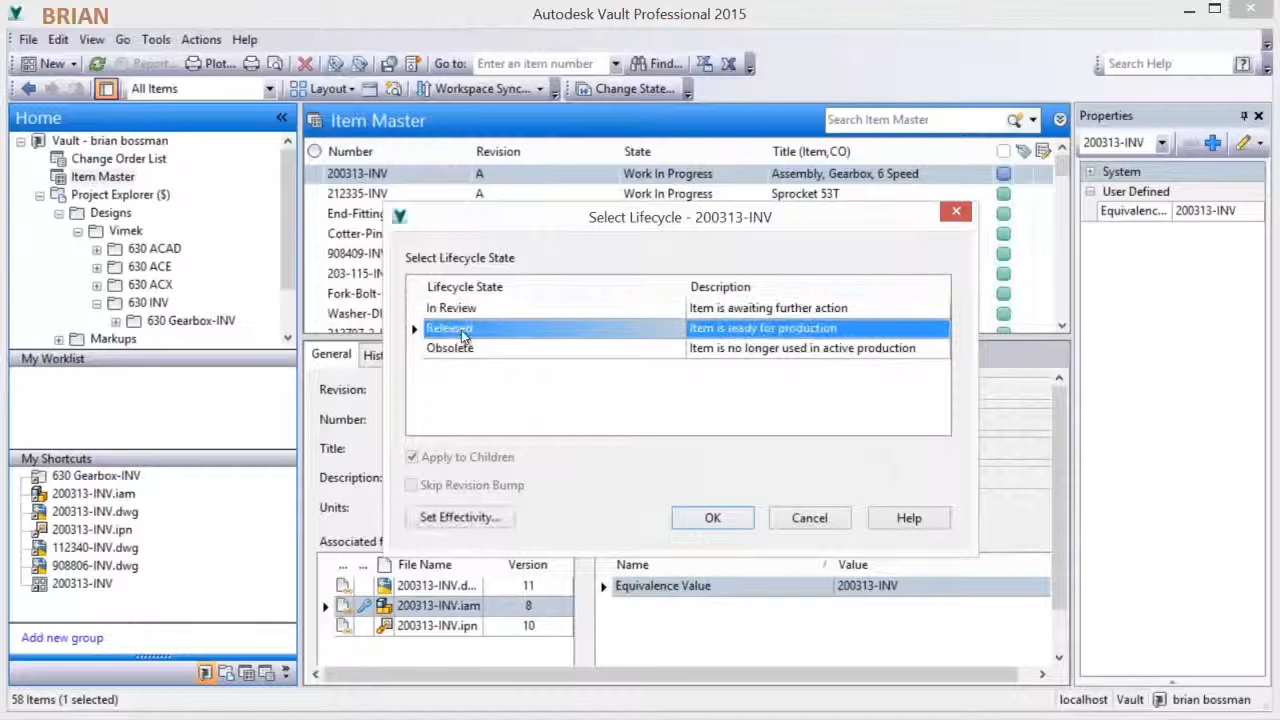 BRIAN
Autodesk Vault Professional 2015
File Edit View Go Tools Actions Help
New Report... Plot... Go to: Enter an item number Find... Search Help
All Items Layout Workspace Sync... Change State...
Home
Vault - brian bossman
Change Order List
Item Master
Project Explorer ($)
Designs
Vimek
630 ACAD
630 ACE
630 ACX
630 INV
630 Gearbox-INV
Markups
My Worklist
My Shortcuts
630 Gearbox-INV
200313-INV.iam
200313-INV.dwg
200313-INV.ipn
112340-INV.dwg
908806-INV.dwg
200313-INV
Add new group
Item Master
Search Item Master
Number Revision State Title (Item,CO)
200313-INV A Work In Progress Assembly, Gearbox, 6 Speed
212335-INV A Work In Progress Sprocket 53T
End-Fitting
Cotter-Pin
908409-INV
203-115-IN
Fork-Bolt-
Washer-DI
Select Lifecycle - 200313-INV
Select Lifecycle State
Lifecycle State Description
In Review Item is awaiting further action
Released Item is ready for production
Obsolete Item is no longer used in active production
Apply to Children
Skip Revision Bump
Set Effectivity... OK Cancel Help
General Hist
Revision:
Number:
Title:
Description:
Units:
Associated f
... ... File Name Version
200313-INV.d... 11
200313-INV.iam 8
200313-INV.ipn 10
Name / Value
Equivalence Value 200313-INV
Properties
200313-INV
System
User Defined
Equivalenc... 200313-INV
58 Items (1 selected)
localhost Vault brian bossman